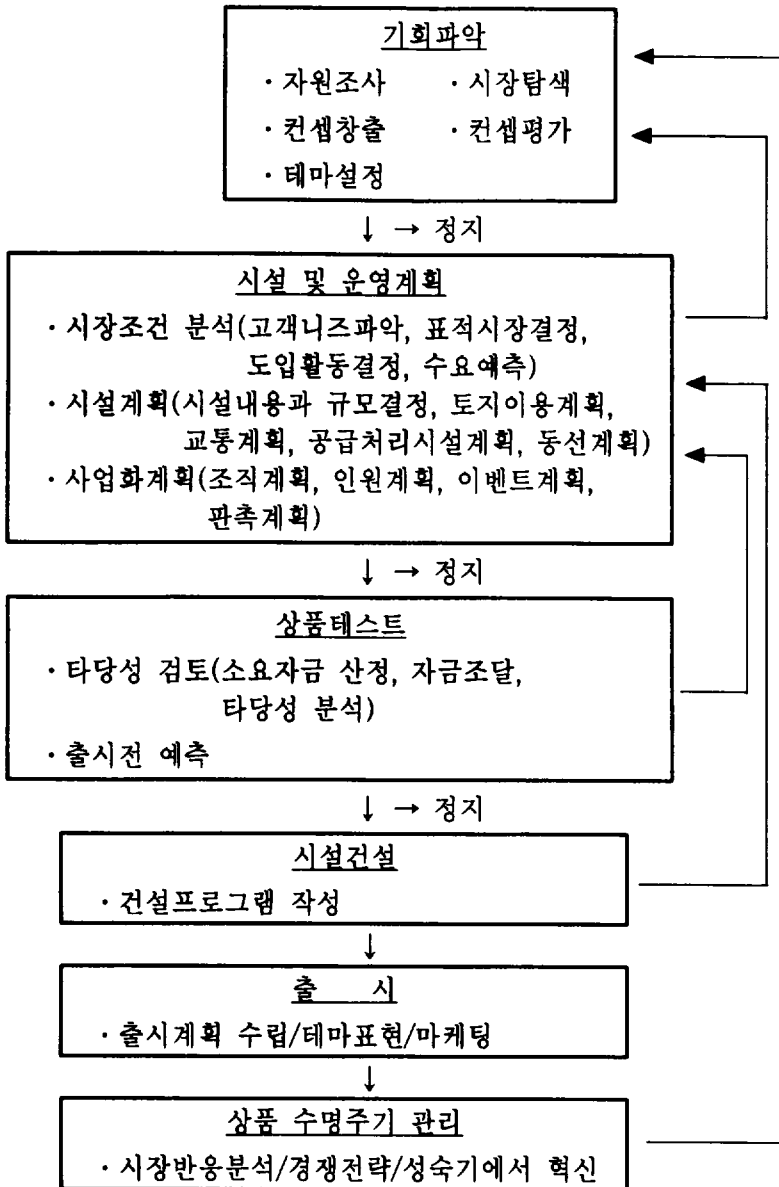 기회파악
· 자원조사 · 시장탐색
· 컨셉창출 · 컨셉평가
· 테마설정
↓ → 정지
시설 및 운영계획
· 시장조건 분석(고객니즈파악, 표적시장결정,
도입활동결정, 수요예측)
· 시설계획(시설내용과 규모결정, 토지이용계획,
교통계획, 공급처리시설계획, 동선계획)
· 사업화계획(조직계획, 인원계획, 이벤트계획,
판촉계획)
↓ → 정지
상품테스트
· 타당성 검토(소요자금 산정, 자금조달,
타당성 분석)
· 출시전 예측
↓ → 정지
시설건설
· 건설프로그램 작성
↓
출 시
· 출시계획 수립/테마표현/마케팅
↓
상품 수명주기 관리
· 시장반응분석/경쟁전략/성숙기에서 혁신